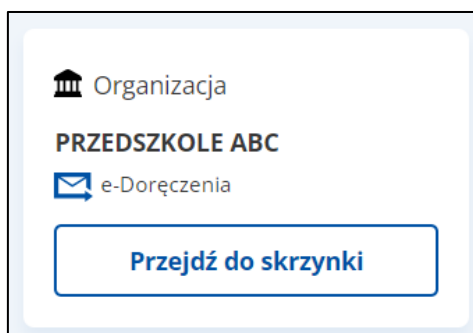 Organizacja
PRZEDSZKOLE ABC
e-Doręczenia
Przejdź do skrzynki